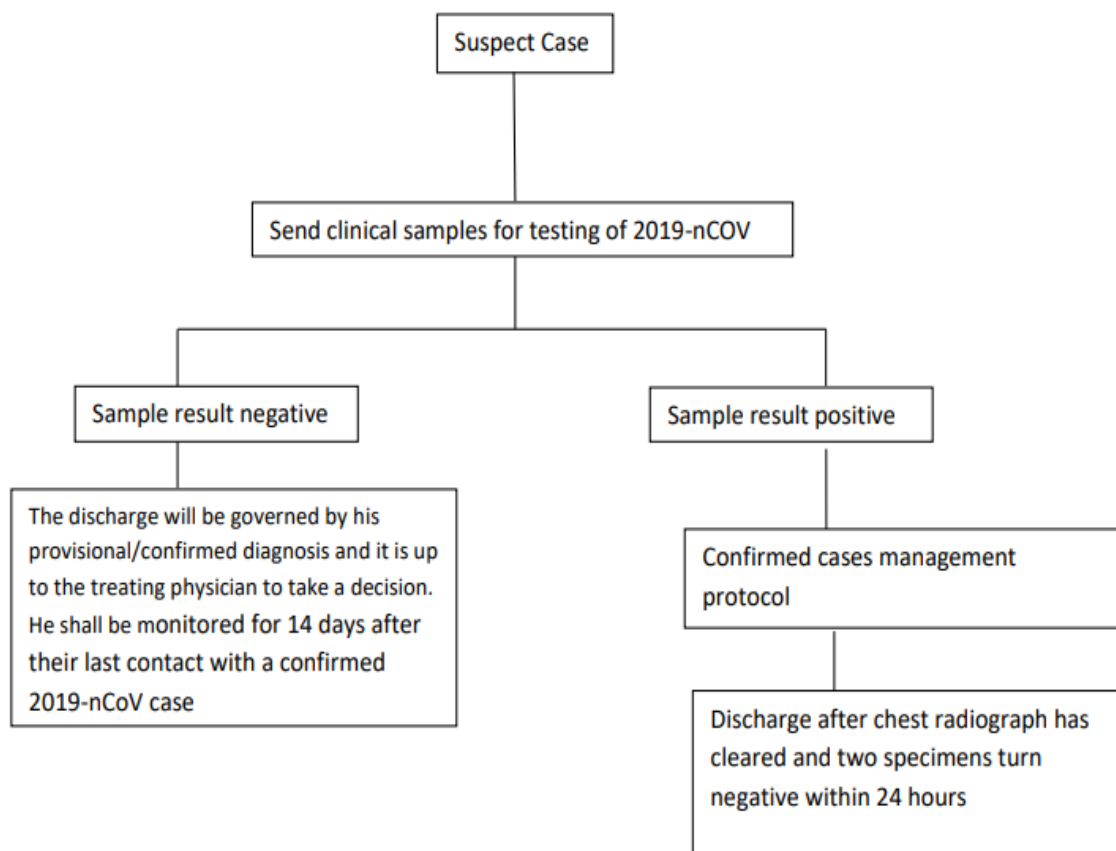 Suspect Case
Send clinical samples for testing of 2019-nCOV
Sample result negative
Sample result positive
The discharge will be governed by his
provisional/confirmed diagnosis and it is up
to the treating physician to take a decision.
He shall be monitored for 14 days after
their last contact with a confirmed
2019-nCoV case
Confirmed cases management
protocol
Discharge after chest radiograph has
cleared and two specimens turn
negative within 24 hours